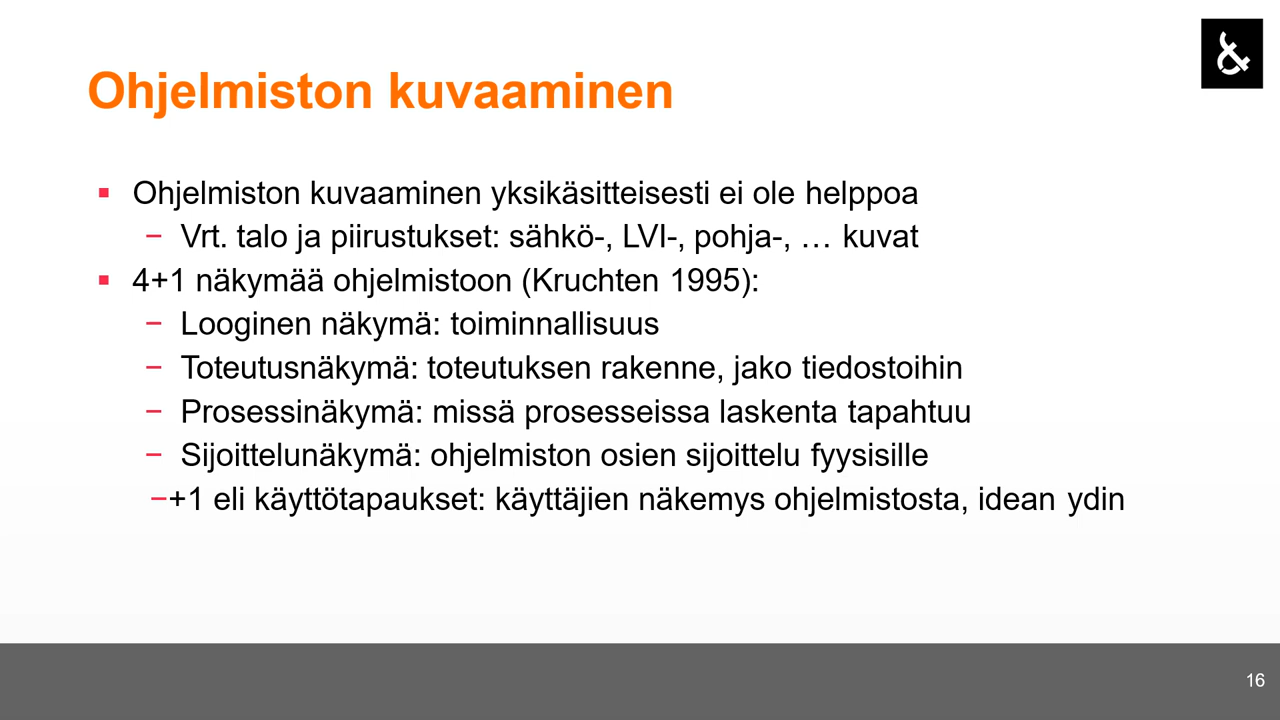 Ohjelmiston kuvaaminen
&
▪ Ohjelmiston kuvaaminen yksikäsitteisesti ei ole helppoa
− Vrt. talo ja piirustukset: sähkö-, LVI-, pohja-, … kuvat
▪ 4+1 näkymää ohjelmistoon (Kruchten 1995):
− Looginen näkymä: toiminnallisuus
− Toteutusnäkymä: toteutuksen rakenne, jako tiedostoihin
− Prosessinäkymä: missä prosesseissa laskenta tapahtuu
− Sijoittelunäkymä: ohjelmiston osien sijoittelu fyysisille
−+1 eli käyttötapaukset: käyttäjien näkemys ohjelmistosta, idean ydin
16